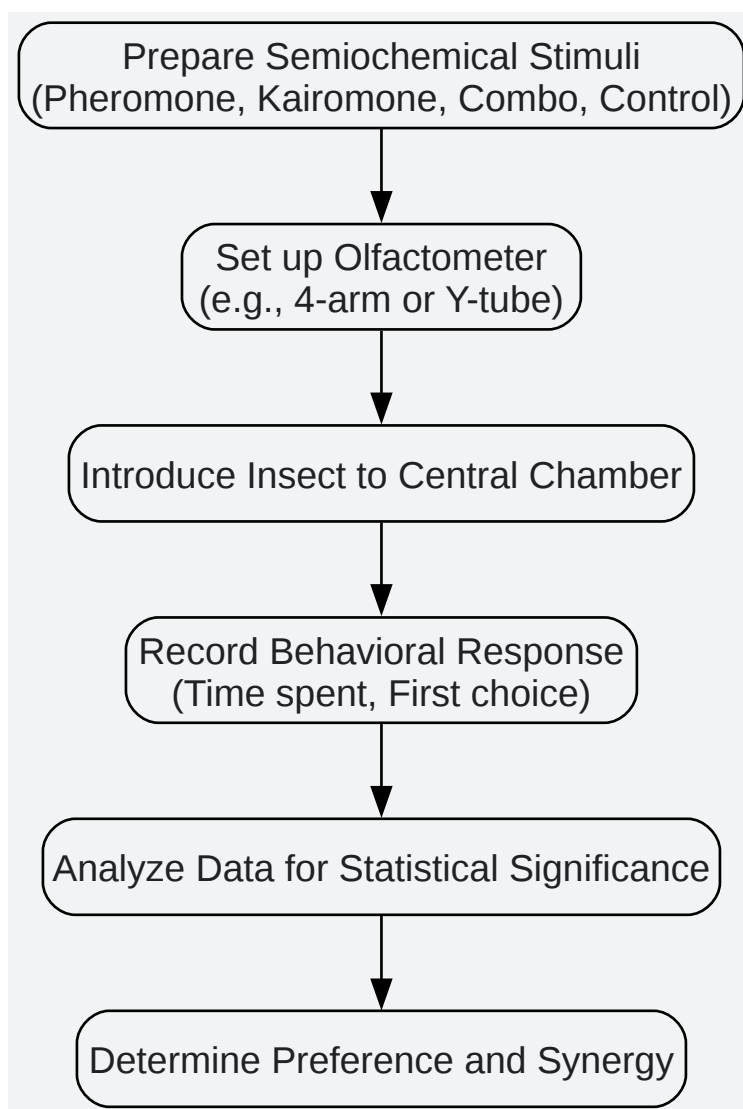 Prepare Semiochemical Stimuli
(Pheromone, Kairomone, Combo, Control)
Set up Olfactometer
(e.g., 4-arm or Y-tube)
Introduce Insect to Central Chamber
Record Behavioral Response
(Time spent, First choice)
Analyze Data for Statistical Significance
Determine Preference and Synergy